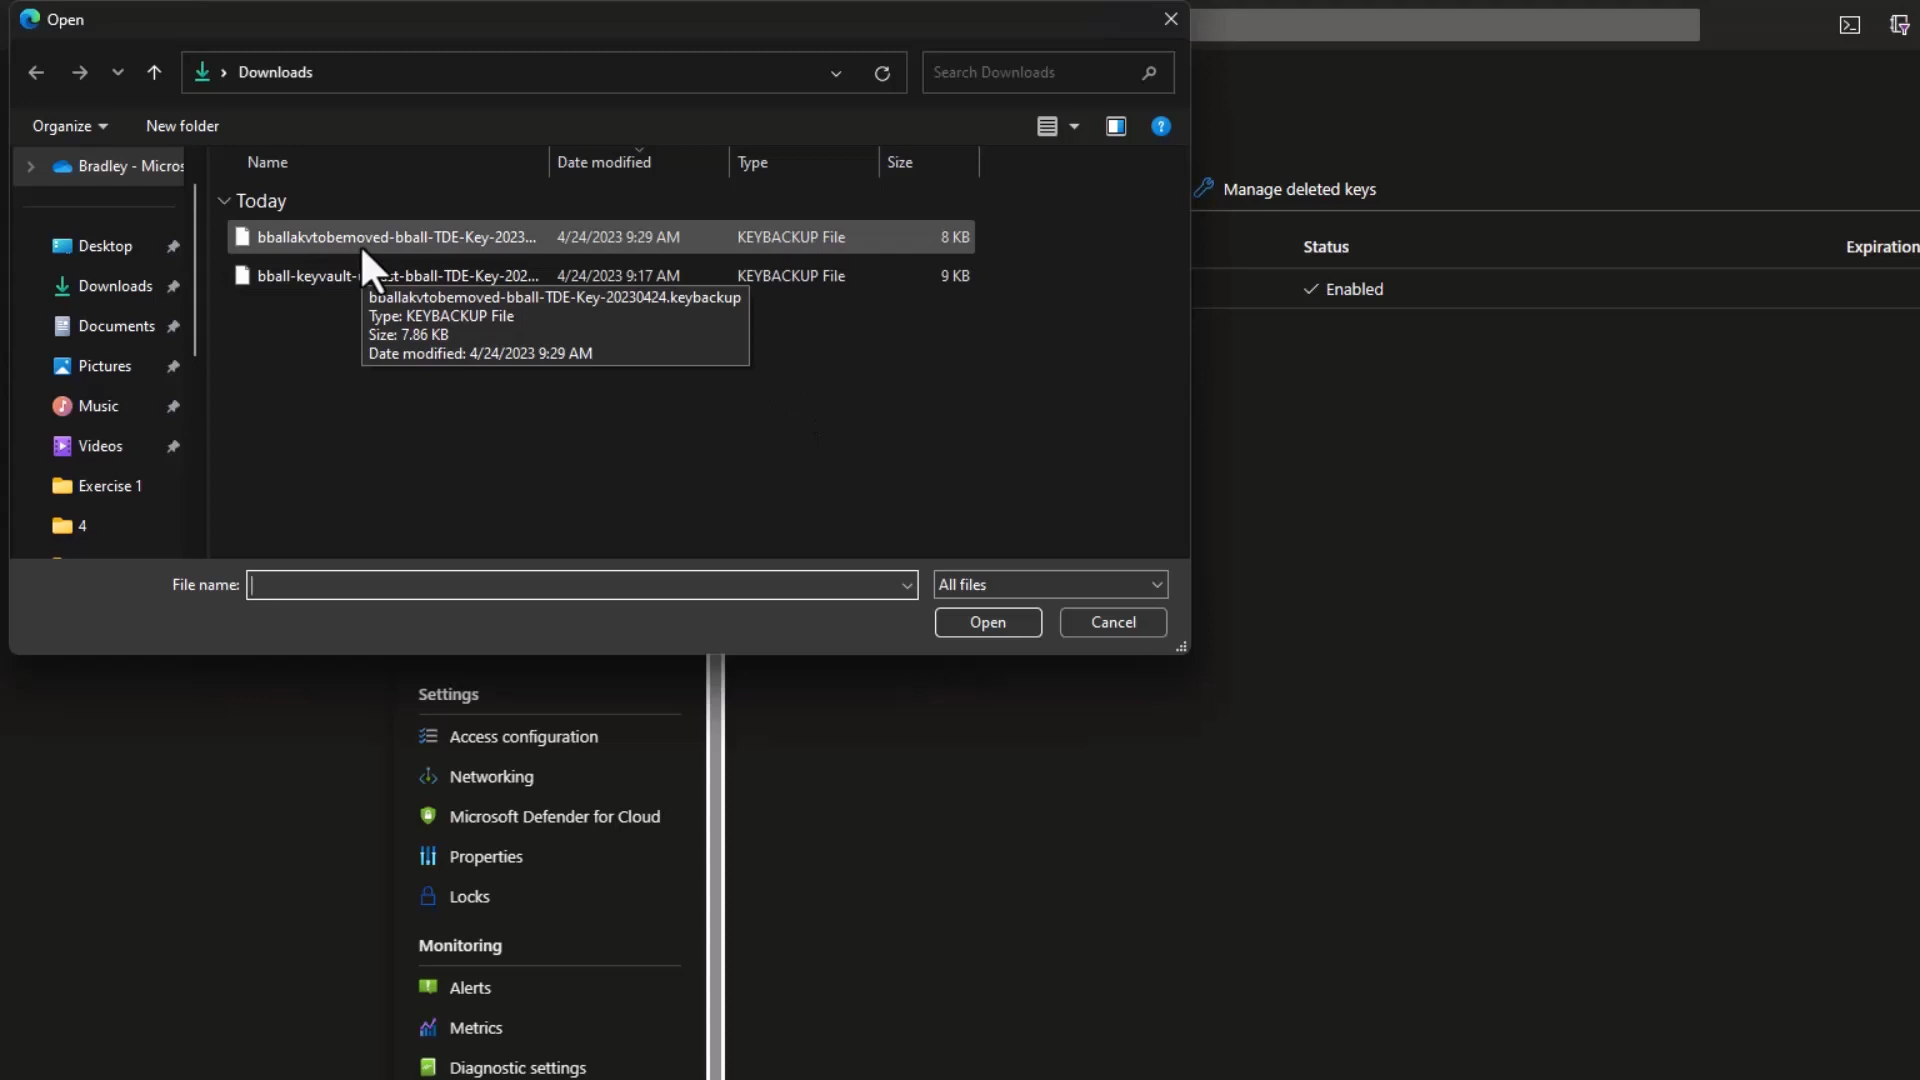 Open
Downloads
Search Downloads
Organize
New folder
Bradley - Micros
Name
Date modified
Type
Size
Today
bballakvtobemoved-bball-TDE-Key-2023...
4/24/2023 9:29 AM
KEYBACKUP File
8 KB
bball-keyvault-
st-bball-TDE-Key-202...
4/24/2023 9:17 AM
KEYBACKUP File
9 KB
bballakvtobemoved-bball-TDE-Key-20230424.keybackup
Type: KEYBACKUP File
Size: 7.86 KB
Date modified: 4/24/2023 9:29 AM
Desktop
Downloads
Documents
Pictures
Music
Videos
Exercise 1
4
File name:
All files
Open
Cancel
Manage deleted keys
Status
Expiration
Enabled
Settings
Access configuration
Networking
Microsoft Defender for Cloud
Properties
Locks
Monitoring
Alerts
Metrics
Diagnostic settings